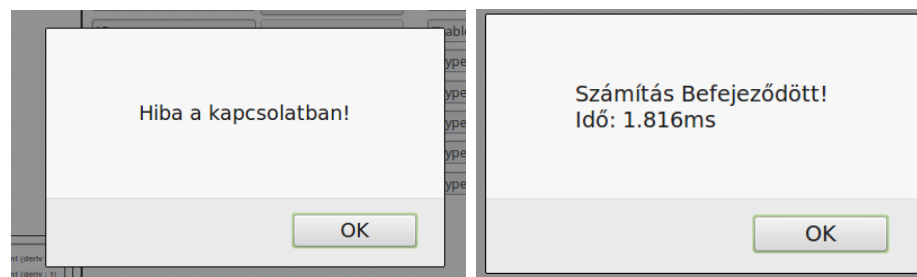 Hiba a kapcsolatban!
OK
Számítás Befejeződött!
Idő: 1.816ms
OK